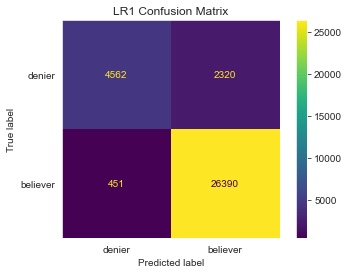 LR1 Confusion Matrix
True label
denier
4562
2320
believer
451
26390
denier
believer
Predicted label
25000
20000
15000
10000
5000